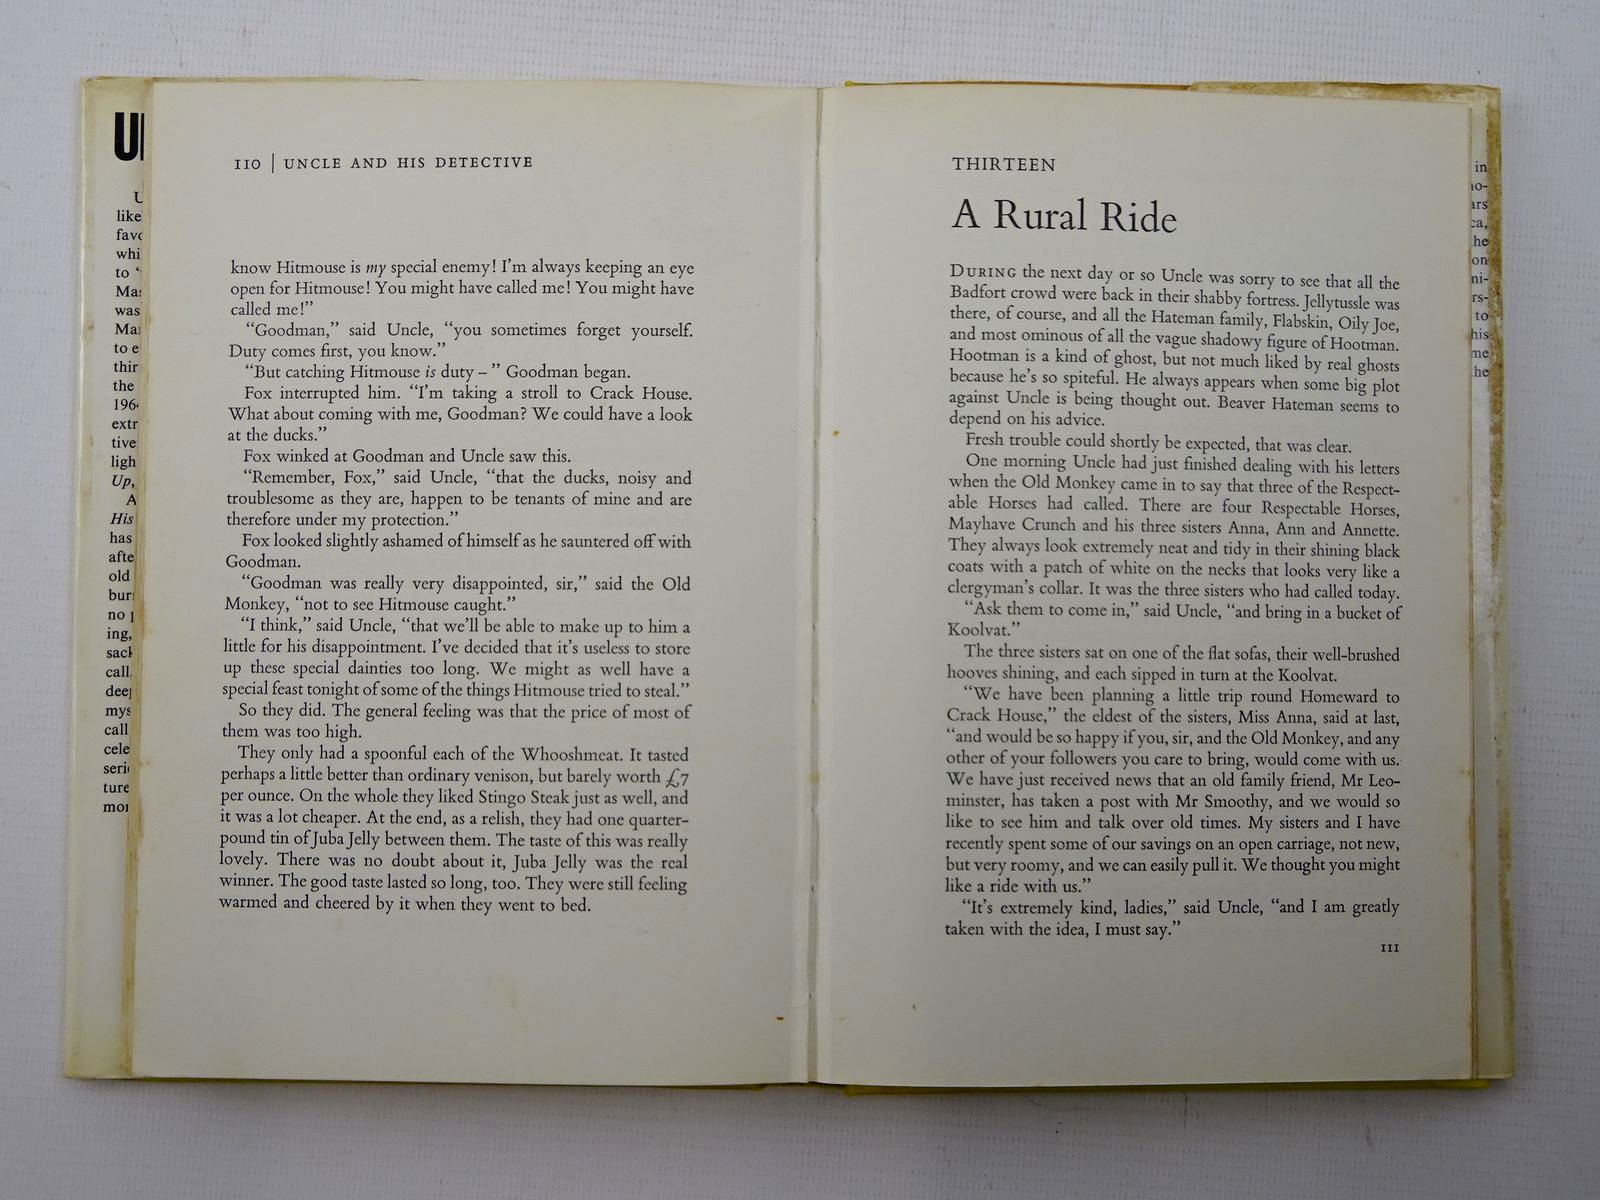 U
like
favo
whi
to
was
to e
thir
the
extr
tive
ligh
Up,
A
His
has
afte
old
bur
no
ing,
call
mys
call
cele
110 | UNCLE AND HIS DETECTIVE
know Hitmouse is my special enemy! I'm always keeping an eye
open for Hitmouse! You might have called me! You might have
called me!”
“Goodman,” said Uncle, “you sometimes forget yourself.
Duty comes first, you know.”
“But catching Hitmouse is duty – ” Goodman began.
Fox interrupted him. “I'm taking a stroll to Crack House.
What about coming with me, Goodman? We could have a look
at the ducks.”
Fox winked at Goodman and Uncle saw this.
“Remember, Fox,” said Uncle, “that the ducks, noisy and
troublesome as they are, happen to be tenants of mine and are
therefore under my protection.”
Fox looked slightly ashamed of himself as he sauntered off with
Goodman.
“Goodman was really very disappointed, sir,” said the Old
Monkey, “not to see Hitmouse caught.”
“I think,” said Uncle, “that we'll be able to make up to him a
little for his disappointment. I've decided that it's useless to store
up these special dainties too long. We might as well have a
special feast tonight of some of the things Hitmouse tried to steal.”
So they did. The general feeling was that the price of most of
them was too high.
They only had a spoonful each of the Whooshmeat. It tasted
perhaps a little better than ordinary venison, but barely worth £7
per ounce. On the whole they liked Stingo Steak just as well, and
it was a lot cheaper. At the end, as a relish, they had one quarter-
pound tin of Juba Jelly between them. The taste of this was really
lovely. There was no doubt about it, Juba Jelly was the real
winner. The good taste lasted so long, too. They were still feeling
warmed and cheered by it when they went to bed.
THIRTEEN
A Rural Ride
DURING the next day or so Uncle was sorry to see that all the
Badfort crowd were back in their shabby fortress. Jellytussle was
there, of course, and all the Hateman family, Flabskin, Oily Joe,
and most ominous of all the vague shadowy figure of Hootman.
Hootman is a kind of ghost, but not much liked by real ghosts
because he's so spiteful. He always appears when some big plot
against Uncle is being thought out. Beaver Hateman seems to
depend on his advice.
Fresh trouble could shortly be expected, that was clear.
One morning Uncle had just finished dealing with his letters
when the Old Monkey came in to say that three of the Respect-
able Horses had called. There are four Respectable Horses,
Mayhave Crunch and his three sisters Anna, Ann and Annette.
They always look extremely neat and tidy in their shining black
coats with a patch of white on the necks that looks very like a
clergyman's collar. It was the three sisters who had called today.
“Ask them to come in,” said Uncle, “and bring in a bucket of
Koolvat.”
The three sisters sat on one of the flat sofas, their well-brushed
hooves shining, and each sipped in turn at the Koolvat.
“We have been planning a little trip round Homeward to
Crack House,” the eldest of the sisters, Miss Anna, said at last,
“and would be so happy if you, sir, and the Old Monkey, and any
other of your followers you care to bring, would come with us.
We have just received news that an old family friend, Mr Leo-
minster, has taken a post with Mr Smoothy, and we would so
like to see him and talk over old times. My sisters and I have
recently spent some of our savings on an open carriage, not new,
but very roomy, and we can easily pull it. We thought you might
like a ride with us.”
“It's extremely kind, ladies,” said Uncle, “and I am greatly
taken with the idea, I must say.”
111
in
he
on
to
his
me
he